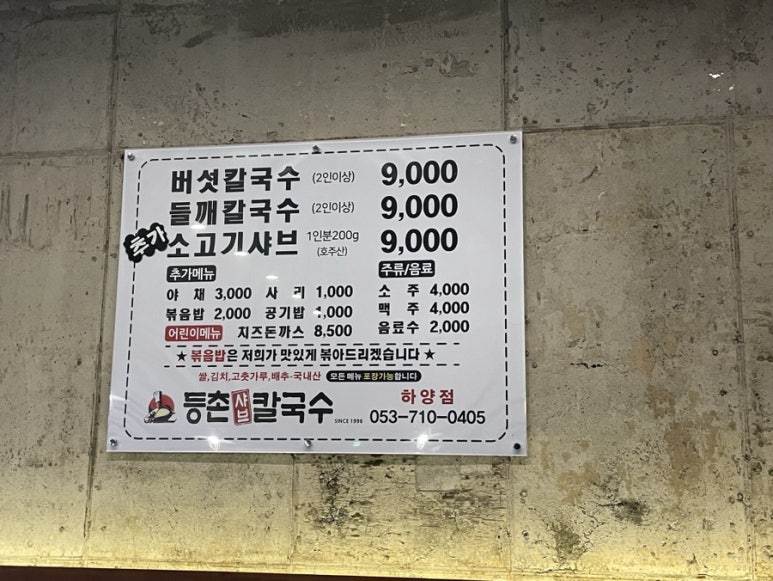 버섯칼국수 (2인이상) 9,000
들깨칼국수 (2인이상) 9,000
추가 소고기샤브 1인분200g (호주산) 9,000
추가메뉴 주류/음료
야 채 3,000 사 리 1,000 소 주 4,000
볶음밥 2,000 공기밥 1,000 맥 주 4,000
어린이메뉴 치즈돈까스 8,500 음료수 2,000
★ 볶음밥은 저희가 맛있게 볶아드리겠습니다 ★
쌀,김치,고춧가루,배추-국내산 모든 메뉴 포장가능합니다
등촌샤브칼국수 SINCE 1996 하양점
053-710-0405